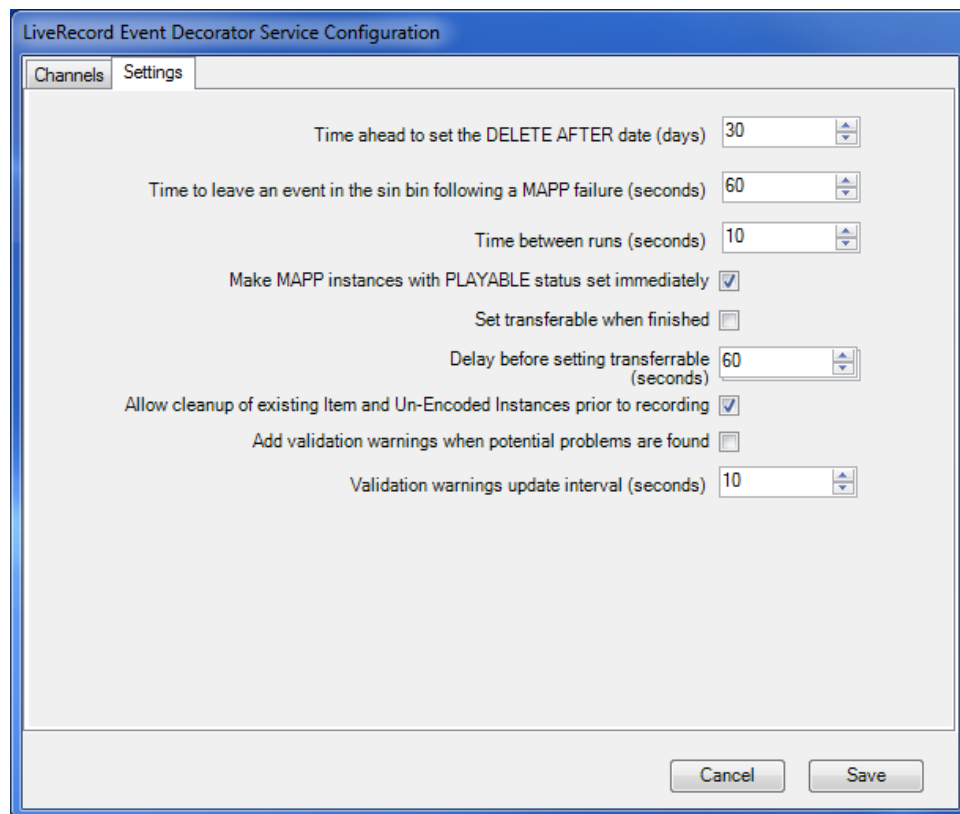 LiveRecord Event Decorator Service Configuration
Channels Settings
Time ahead to set the DELETE AFTER date (days) 30
Time to leave an event in the sin bin following a MAPP failure (seconds) 60
Time between runs (seconds) 10
Make MAPP instances with PLAYABLE status set immediately
Set transferable when finished
Delay before setting transferrable 60
(seconds)
Allow cleanup of existing Item and Un-Encoded Instances prior to recording
Add validation warnings when potential problems are found
Validation warnings update interval (seconds) 10
Cancel Save